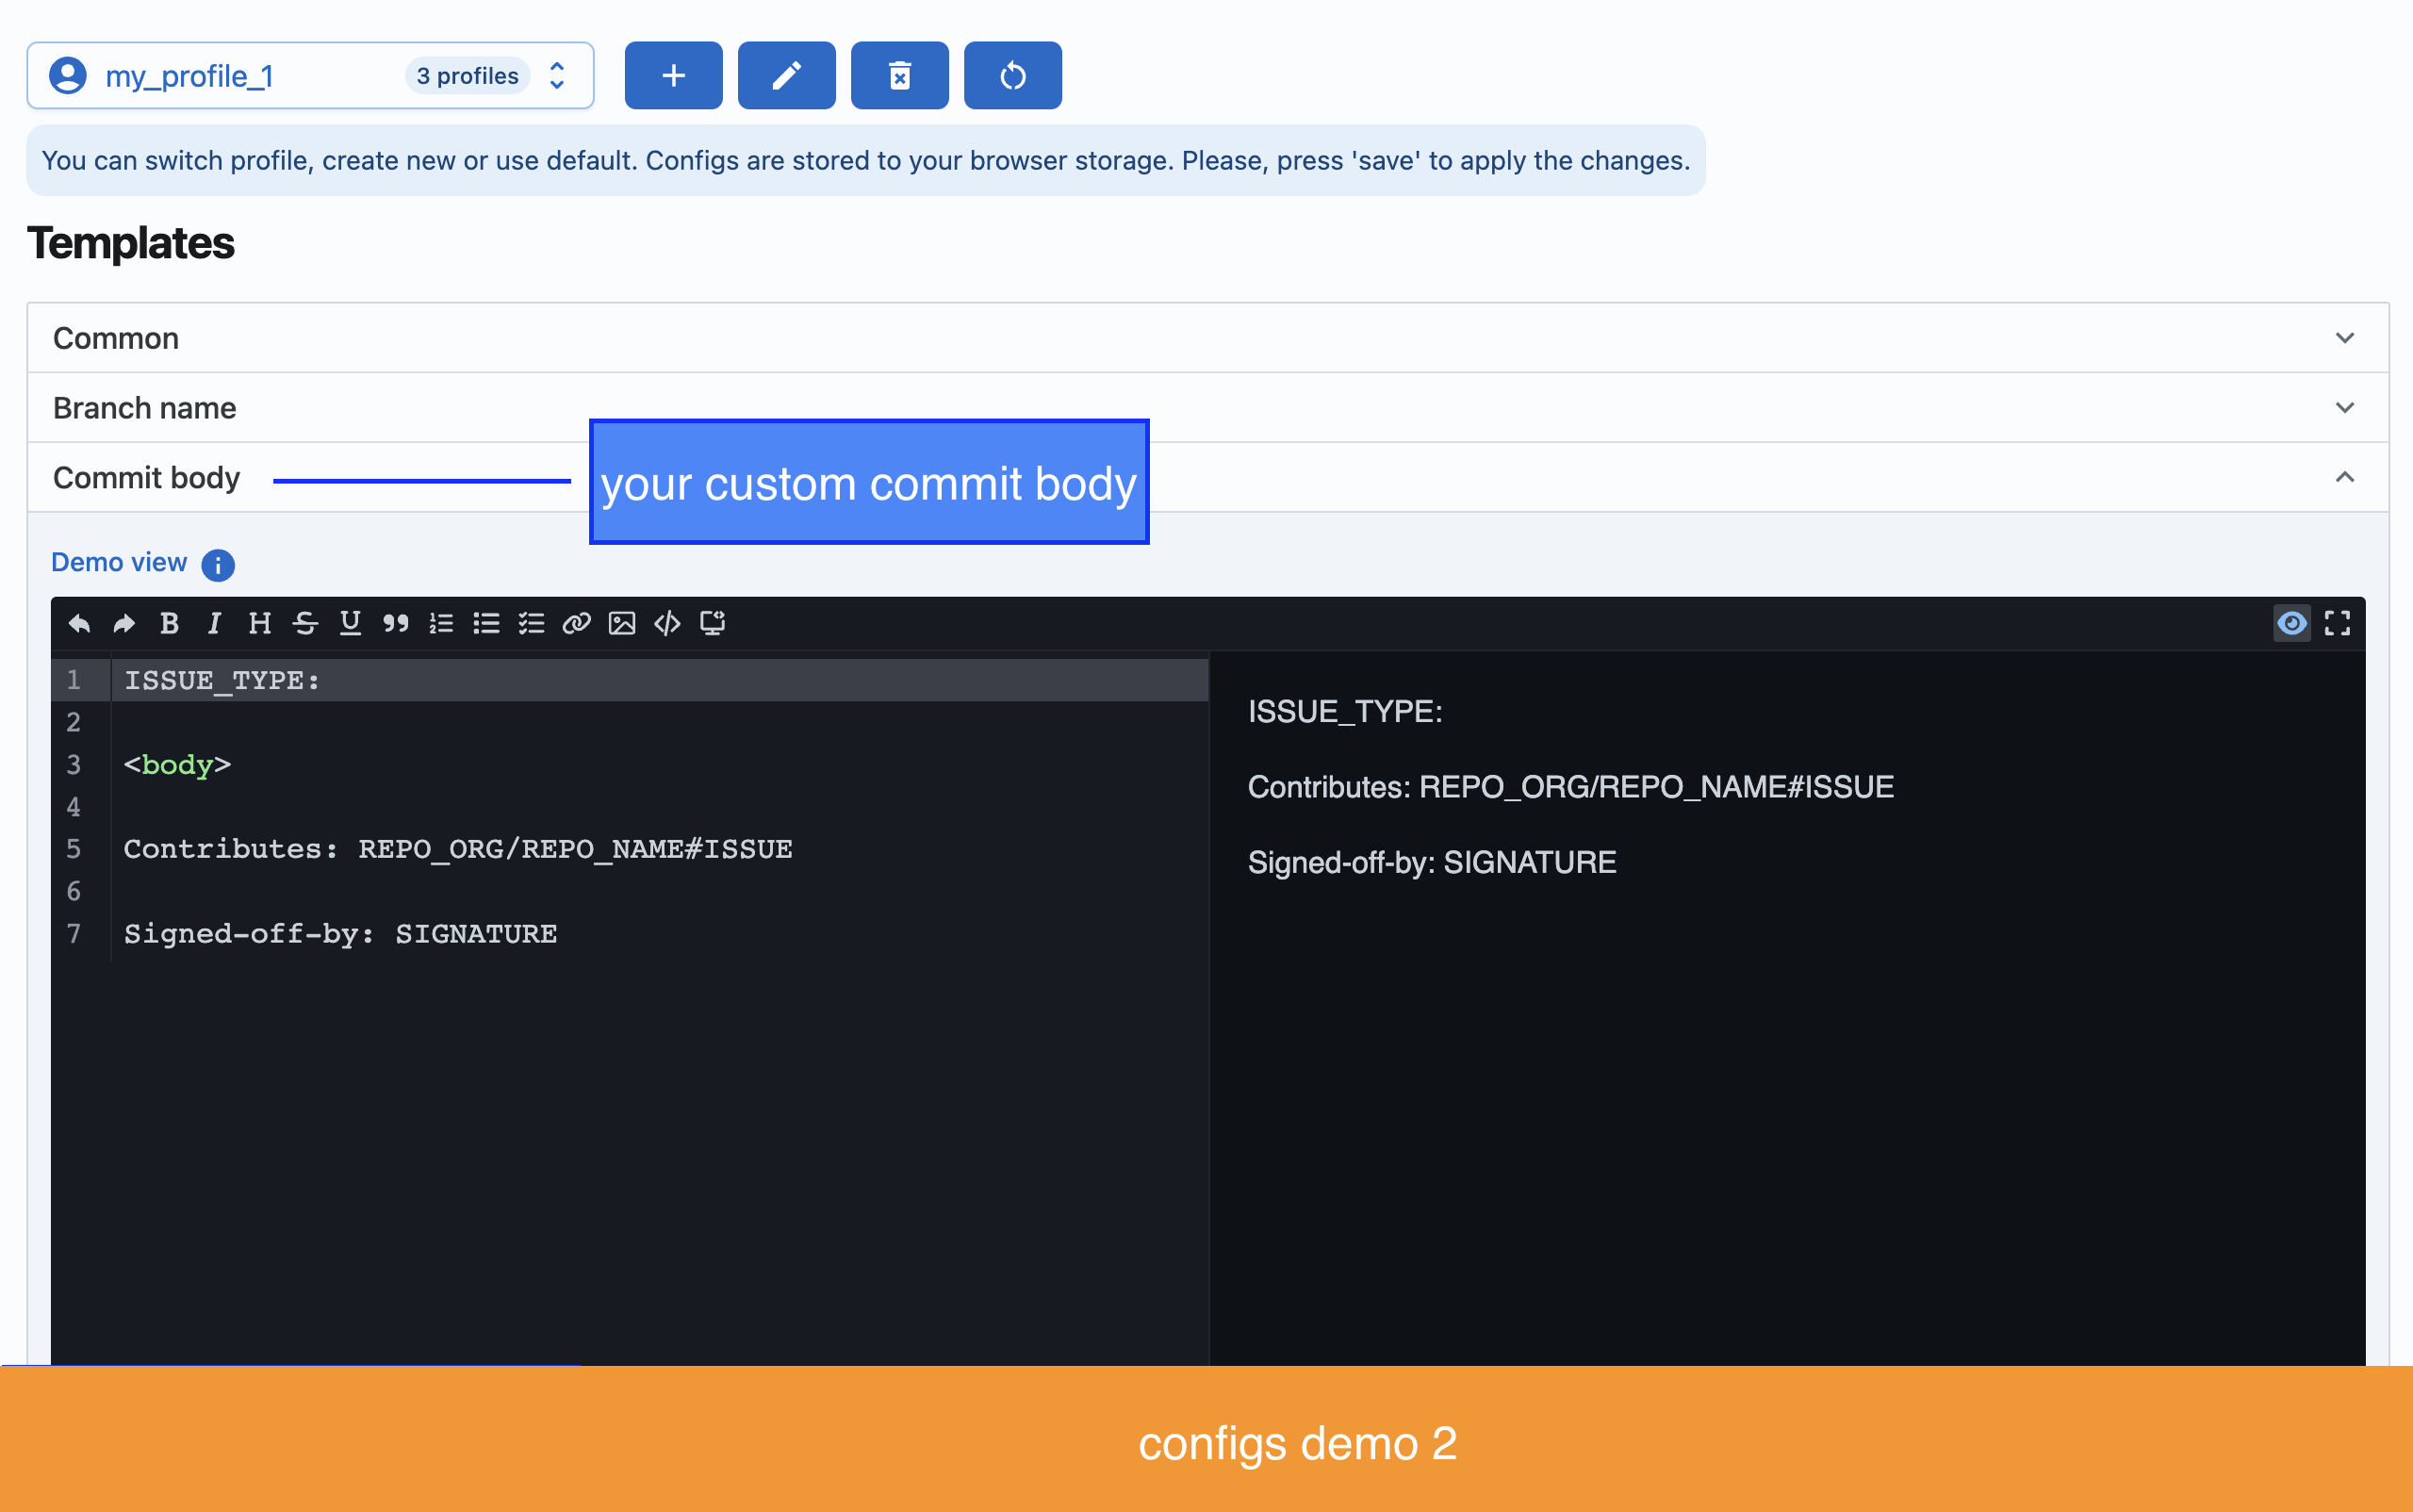 my_profile_1 3 profiles
You can switch profile, create new or use default. Configs are stored to your browser storage. Please, press 'save' to apply the changes.
Templates
Common
Branch name
Commit body
your custom commit body
Demo view
1 ISSUE_TYPE:
2
3 <body>
4
5 Contributes: REPO_ORG/REPO_NAME#ISSUE
6
7 Signed-off-by: SIGNATURE
ISSUE_TYPE:
Contributes: REPO_ORG/REPO_NAME#ISSUE
Signed-off-by: SIGNATURE
configs demo 2